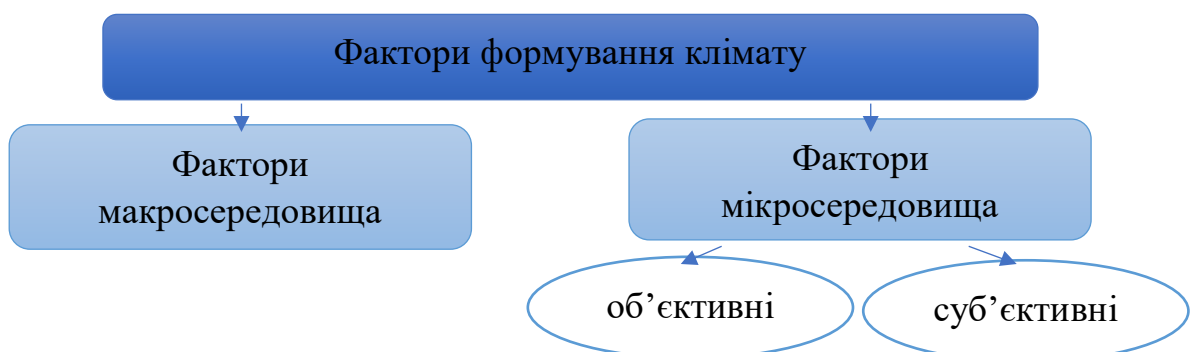 Фактори формування клімату
Фактори
макросередовища
Фактори
мікросередовища
об’єктивні
суб’єктивні